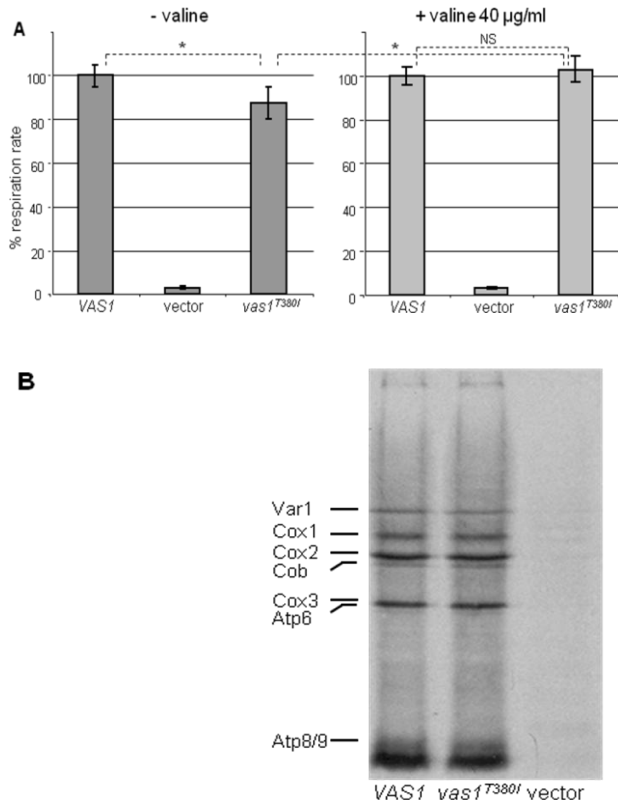 A
- valine
+ valine 40 µg/ml
*
*
NS
% respiration rate
100
80
60
40
20
0
100
80
60
40
20
0
VAS1
vector
vas1T380I
VAS1
vector
vas1T380I
B
Var1
Cox1
Cox2
Cob
Cox3
Atp6
Atp8/9
VAS1 vas1T380I vector